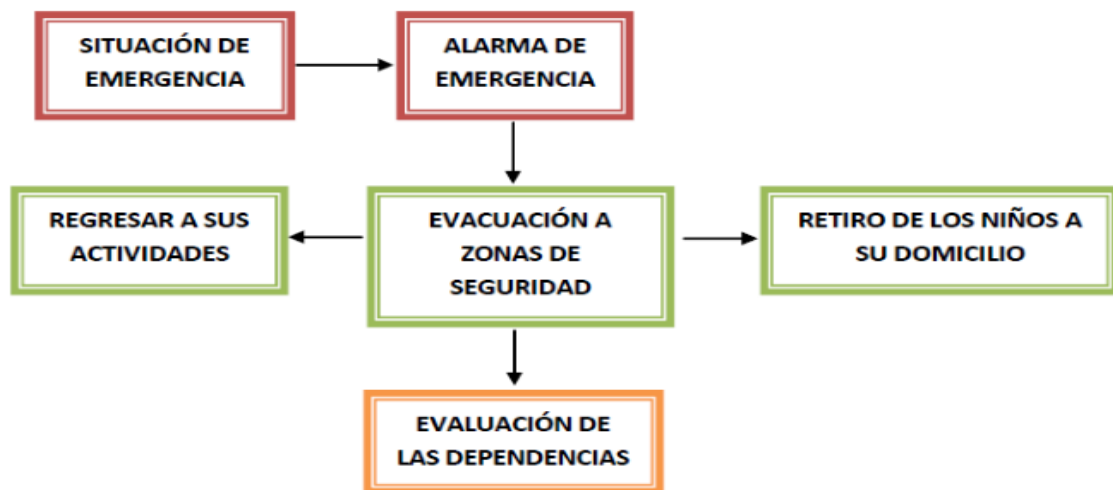 SITUACIÓN DE
EMERGENCIA
ALARMA DE
EMERGENCIA
REGRESAR A SUS
ACTIVIDADES
EVACUACIÓN A
ZONAS DE
SEGURIDAD
RETIRO DE LOS NIÑOS A
SU DOMICILIO
EVALUACIÓN DE
LAS DEPENDENCIAS